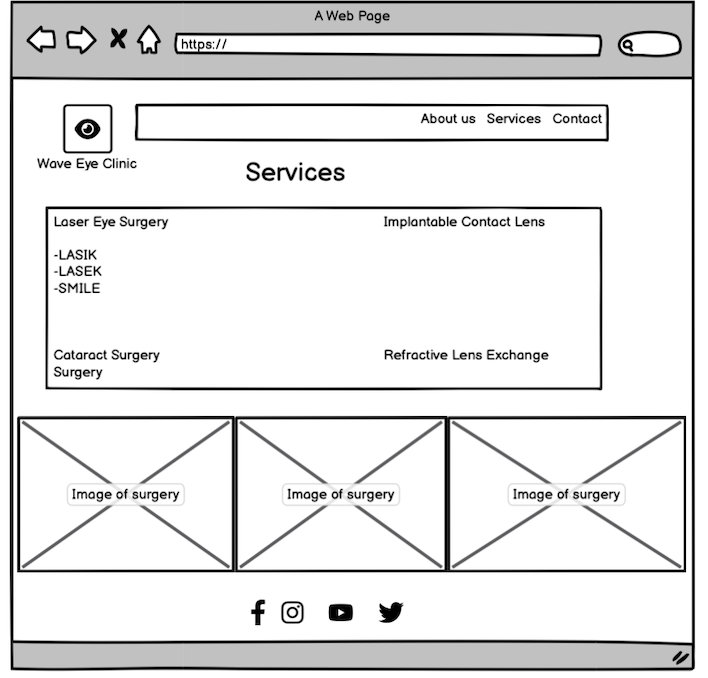 A Web Page
https://
About us Services Contact
Wave Eye Clinic
Services
Laser Eye Surgery
Implantable Contact Lens
-LASIK
-LASEK
-SMILE
Cataract Surgery
Surgery
Refractive Lens Exchange
Image of surgery
Image of surgery
Image of surgery